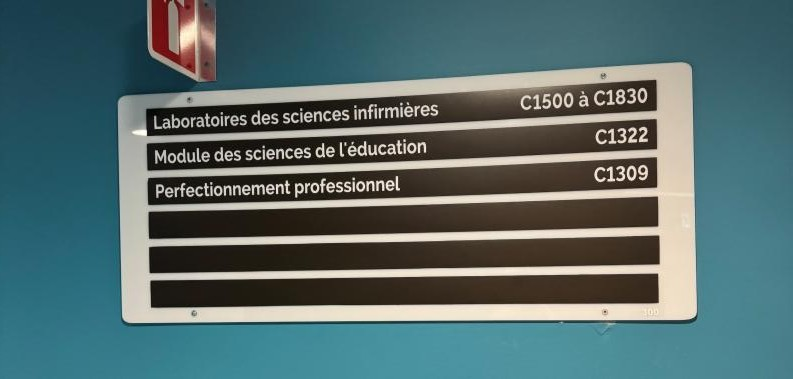 Laboratoires des sciences infirmières C1500 à C1830
Module des sciences de l'éducation C1322
Perfectionnement professionnel C1309